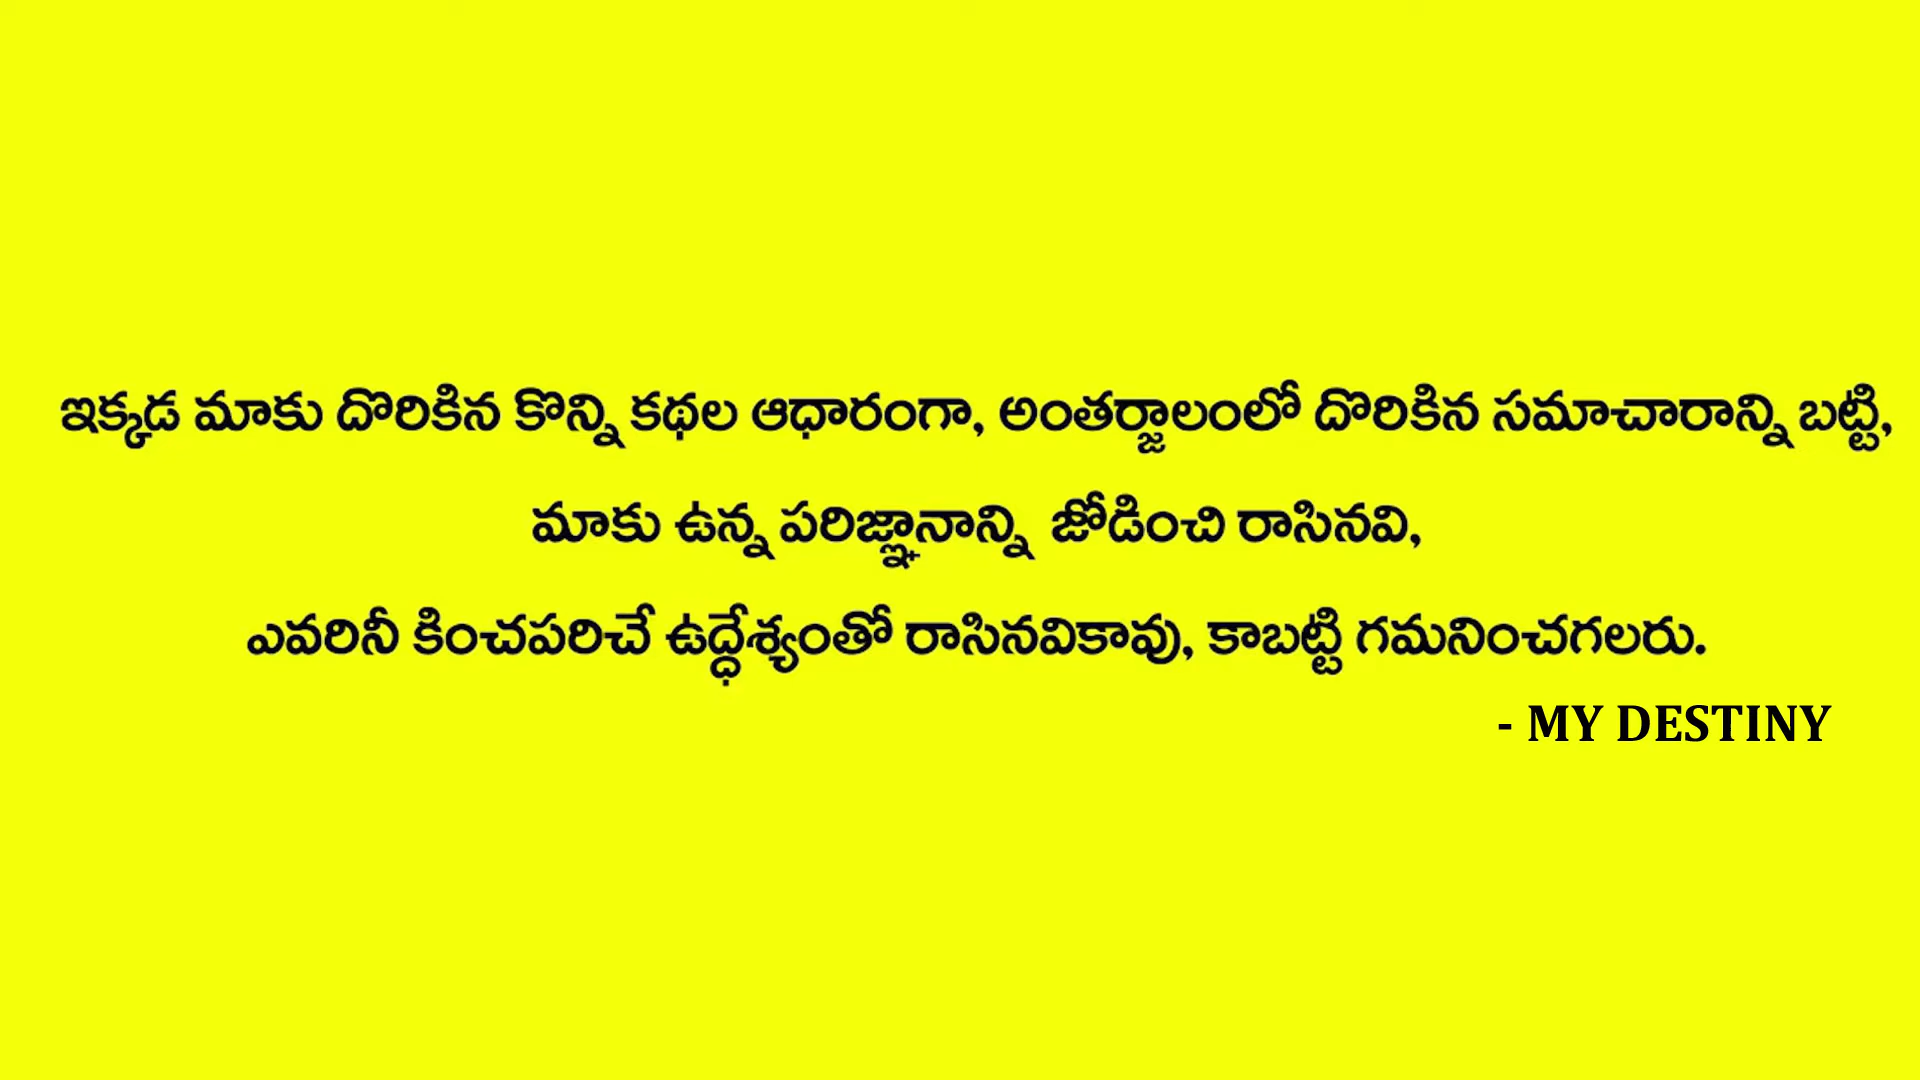 ఇక్కడ మాకు దొరికిన కొన్ని కథల ఆధారంగా, అంతర్జాలంలో దొరికిన సమాచారాన్ని బట్టి,
మాకు ఉన్న పరిజ్ఞానాన్ని జోడించి రాసినవి,
ఎవరినీ కించపరిచే ఉద్ధేశ్యంతో రాసినవికావు, కాబట్టి గమనించగలరు.
- MY DESTINY